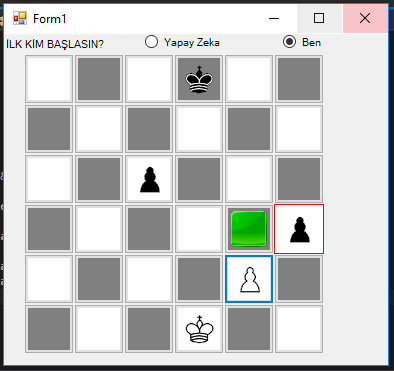 Form1
İLK KİM BAŞLASIN?
Yapay Zeka
Ben